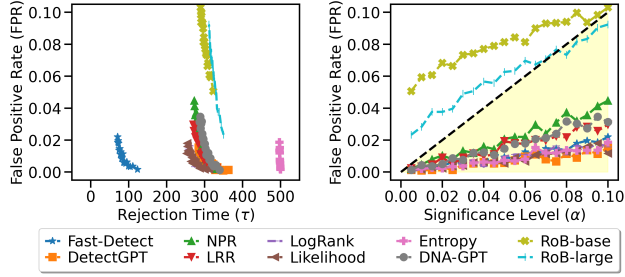 False Positive Rate (FPR)
0.10
0.08
0.06
0.04
0.02
0.00
0 100 200 300 400 500
Rejection Time (τ)
False Positive Rate (FPR)
0.10
0.08
0.06
0.04
0.02
0.00
0.00 0.02 0.04 0.06 0.08 0.10
Significance Level (α)
Fast-Detect NPR LogRank Entropy RoB-base
DetectGPT LRR Likelihood DNA-GPT RoB-large